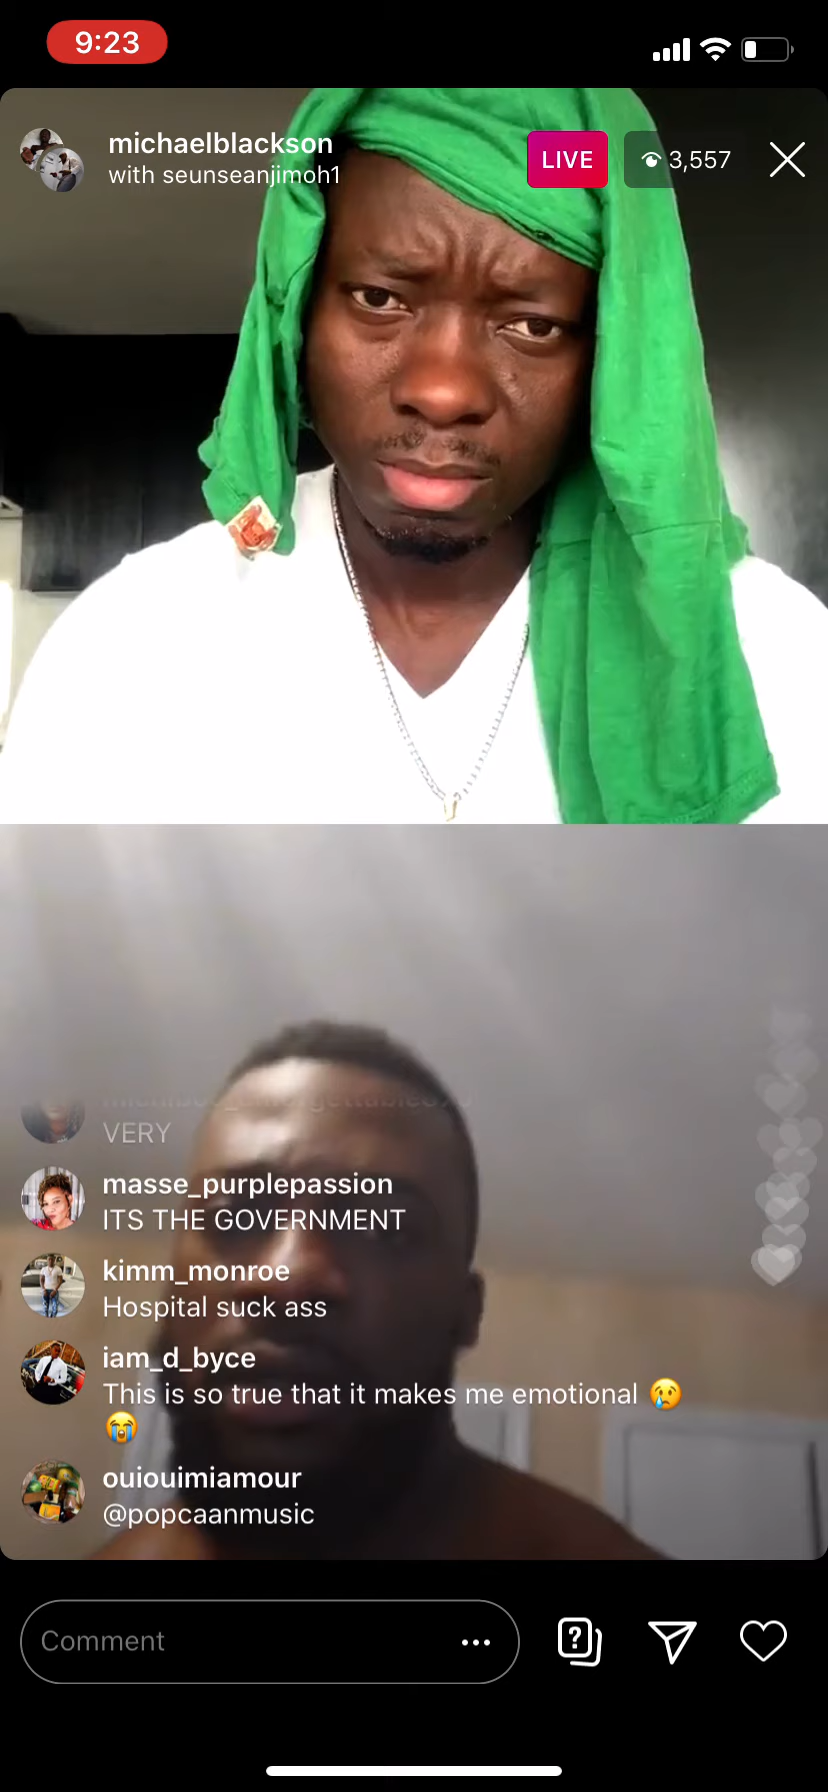 9:23
michaelblackson
with seunseanjimoh1
LIVE
3,557
VERY
masse_purplepassion
ITS THE GOVERNMENT
kimm_monroe
Hospital suck ass
iam_d_byce
This is so true that it makes me emotional 😢
😭
ouiouimiamour
@popcaanmusic
Comment